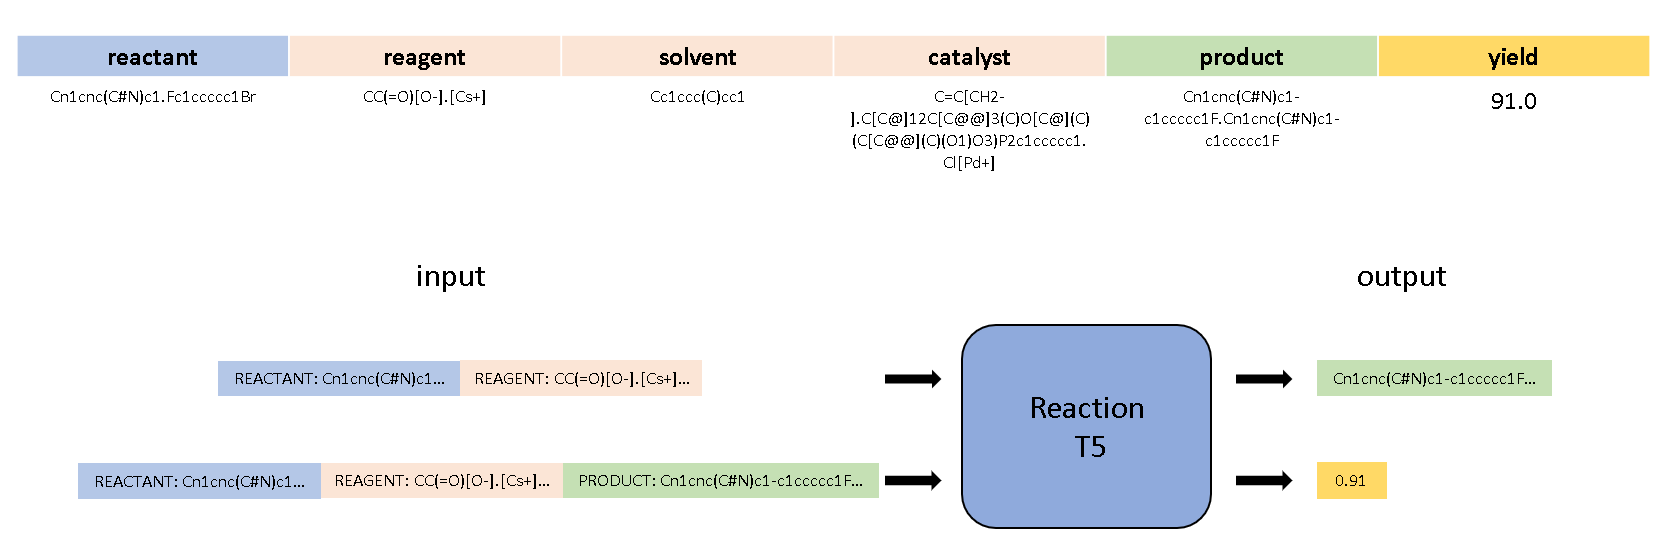 reactant reagent solvent catalyst product yield
Cn1cnc(C#N)c1.Fc1ccccc1Br
CC(=O)[O-].[Cs+]
Cc1ccc(C)cc1
C=C[CH2-
].C[C@]12C[C@@]3(C)O[C@](C)
(C[C@@](C)(O1)O3)P2c1ccccc1.
Cl[Pd+]
Cn1cnc(C#N)c1-
c1ccccc1F.Cn1cnc(C#N)c1-
c1ccccc1F
91.0
input
output
REACTANT: Cn1cnc(C#N)c1... REAGENT: CC(=O)[O-].[Cs+]...
Cn1cnc(C#N)c1-c1ccccc1F...
Reaction
T5
REACTANT: Cn1cnc(C#N)c1... REAGENT: CC(=O)[O-].[Cs+]... PRODUCT: Cn1cnc(C#N)c1-c1ccccc1F...
0.91